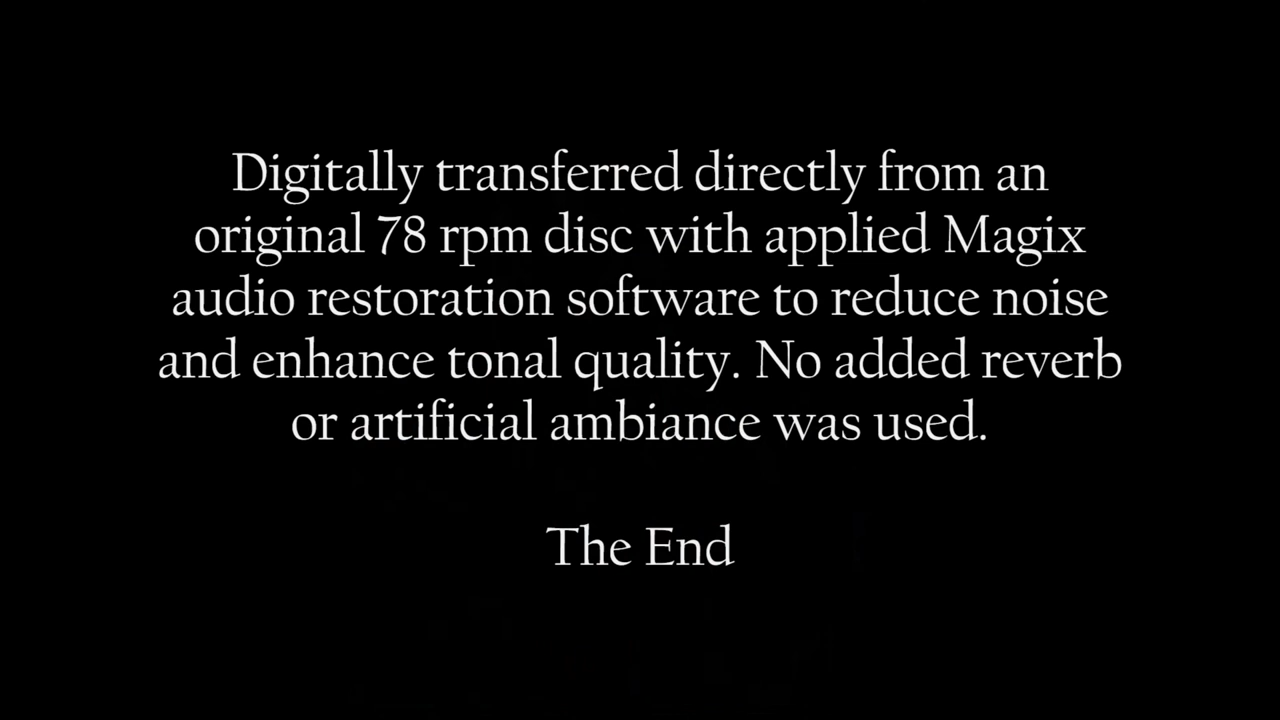 Digitally transferred directly from an
original 78 rpm disc with applied Magix
audio restoration software to reduce noise
and enhance tonal quality. No added reverb
or artificial ambiance was used.
The End